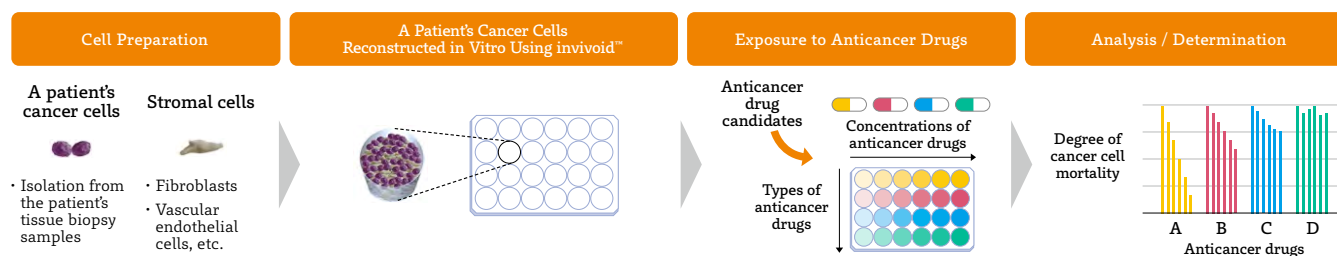 Cell Preparation
A Patient's Cancer Cells
Reconstructed in Vitro Using invivoid™
Exposure to Anticancer Drugs
Analysis / Determination
A patient's
cancer cells
Stromal cells
・Isolation from
the patient's
tissue biopsy
samples
・Fibroblasts
・Vascular
endothelial
cells, etc.
Anticancer
drug
candidates
Concentrations of
anticancer drugs
Types of
anticancer
drugs
Degree of
cancer cell
mortality
A B C D
Anticancer drugs